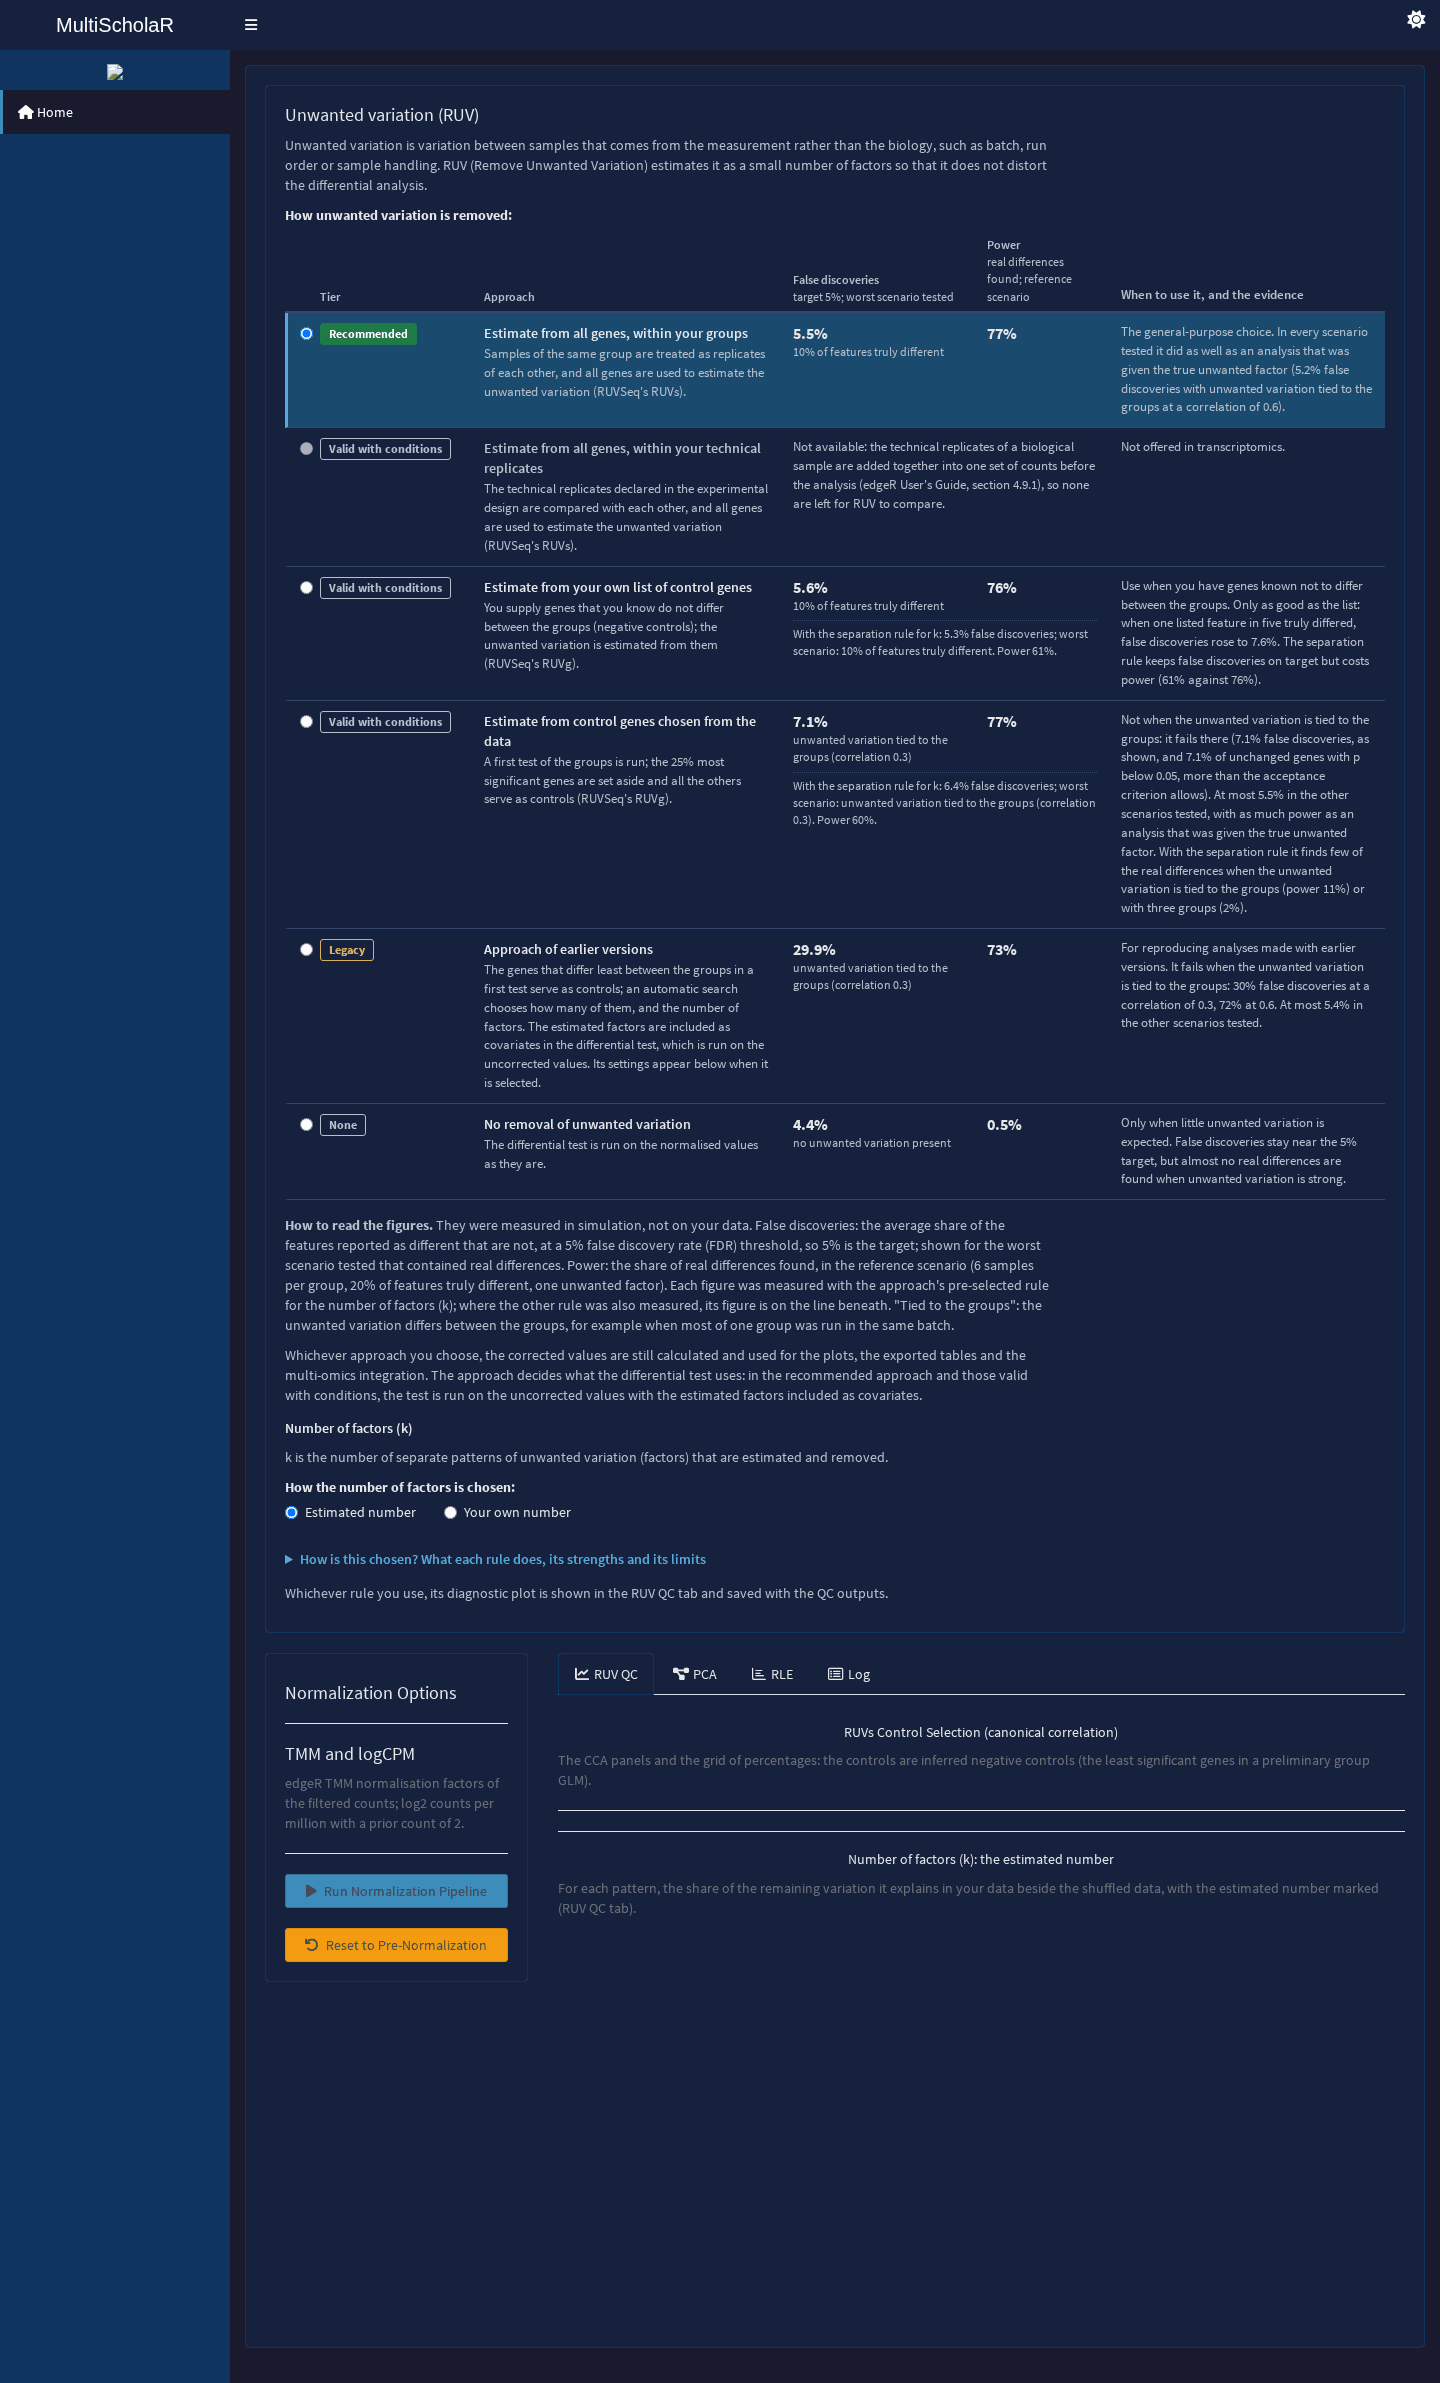 MultiScholaR
Home
Unwanted variation (RUV)
Unwanted variation is variation between samples that comes from the measurement rather than the biology, such as batch, run
order or sample handling. RUV (Remove Unwanted Variation) estimates it as a small number of factors so that it does not distort
the differential analysis.
How unwanted variation is removed:
Tier
Approach
False discoveries
target 5%; worst scenario tested
Power
real differences
found; reference
scenario
When to use it, and the evidence
Recommended
Estimate from all genes, within your groups
Samples of the same group are treated as replicates
of each other, and all genes are used to estimate the
unwanted variation (RUVSeq's RUVs).
5.5%
10% of features truly different
77%
The general-purpose choice. In every scenario
tested it did as well as an analysis that was
given the true unwanted factor (5.2% false
discoveries with unwanted variation tied to the
groups at a correlation of 0.6).
Valid with conditions
Estimate from all genes, within your technical
replicates
The technical replicates declared in the experimental
design are compared with each other, and all genes
are used to estimate the unwanted variation
(RUVSeq's RUVs).
Not available: the technical replicates of a biological
sample are added together into one set of counts before
the analysis (edgeR User's Guide, section 4.9.1), so none
are left for RUV to compare.
Not offered in transcriptomics.
Valid with conditions
Estimate from your own list of control genes
You supply genes that you know do not differ
between the groups (negative controls); the
unwanted variation is estimated from them
(RUVSeq's RUVg).
5.6%
10% of features truly different
76%
With the separation rule for k: 5.3% false discoveries; worst
scenario: 10% of features truly different. Power 61%.
Use when you have genes known not to differ
between the groups. Only as good as the list:
when one listed feature in five truly differed,
false discoveries rose to 7.6%. The separation
rule keeps false discoveries on target but costs
power (61% against 76%).
Valid with conditions
Estimate from control genes chosen from the
data
A first test of the groups is run; the 25% most
significant genes are set aside and all the others
serve as controls (RUVSeq's RUVg).
7.1%
unwanted variation tied to the
groups (correlation 0.3)
77%
With the separation rule for k: 6.4% false discoveries; worst
scenario: unwanted variation tied to the groups (correlation
0.3). Power 60%.
Not when the unwanted variation is tied to the
groups: it fails there (7.1% false discoveries, as
shown, and 7.1% of unchanged genes with p
below 0.05, more than the acceptance
criterion allows). At most 5.5% in the other
scenarios tested, with as much power as an
analysis that was given the true unwanted
factor. With the separation rule it finds few of
the real differences when the unwanted
variation is tied to the groups (power 11%) or
with three groups (2%).
Legacy
Approach of earlier versions
The genes that differ least between the groups in a
first test serve as controls; an automatic search
chooses how many of them, and the number of
factors. The estimated factors are included as
covariates in the differential test, which is run on the
uncorrected values. Its settings appear below when it
is selected.
29.9%
unwanted variation tied to the
groups (correlation 0.3)
73%
For reproducing analyses made with earlier
versions. It fails when the unwanted variation
is tied to the groups: 30% false discoveries at a
correlation of 0.3, 72% at 0.6. At most 5.4% in
the other scenarios tested.
None
No removal of unwanted variation
The differential test is run on the normalised values
as they are.
4.4%
no unwanted variation present
0.5%
Only when little unwanted variation is
expected. False discoveries stay near the 5%
target, but almost no real differences are
found when unwanted variation is strong.
How to read the figures. They were measured in simulation, not on your data. False discoveries: the average share of the
features reported as different that are not, at a 5% false discovery rate (FDR) threshold, so 5% is the target; shown for the worst
scenario tested that contained real differences. Power: the share of real differences found, in the reference scenario (6 samples
per group, 20% of features truly different, one unwanted factor). Each figure was measured with the approach's pre-selected rule
for the number of factors (k); where the other rule was also measured, its figure is on the line beneath. "Tied to the groups": the
unwanted variation differs between the groups, for example when most of one group was run in the same batch.
Whichever approach you choose, the corrected values are still calculated and used for the plots, the exported tables and the
multi-omics integration. The approach decides what the differential test uses: in the recommended approach and those valid
with conditions, the test is run on the uncorrected values with the estimated factors included as covariates.
Number of factors (k)
k is the number of separate patterns of unwanted variation (factors) that are estimated and removed.
How the number of factors is chosen:
Estimated number
Your own number
How is this chosen? What each rule does, its strengths and its limits
Whichever rule you use, its diagnostic plot is shown in the RUV QC tab and saved with the QC outputs.
Normalization Options
TMM and logCPM
edgeR TMM normalisation factors of
the filtered counts; log2 counts per
million with a prior count of 2.
Run Normalization Pipeline
Reset to Pre-Normalization
RUV QC
PCA
RLE
Log
RUVs Control Selection (canonical correlation)
The CCA panels and the grid of percentages: the controls are inferred negative controls (the least significant genes in a preliminary group
GLM).
Number of factors (k): the estimated number
For each pattern, the share of the remaining variation it explains in your data beside the shuffled data, with the estimated number marked
(RUV QC tab).